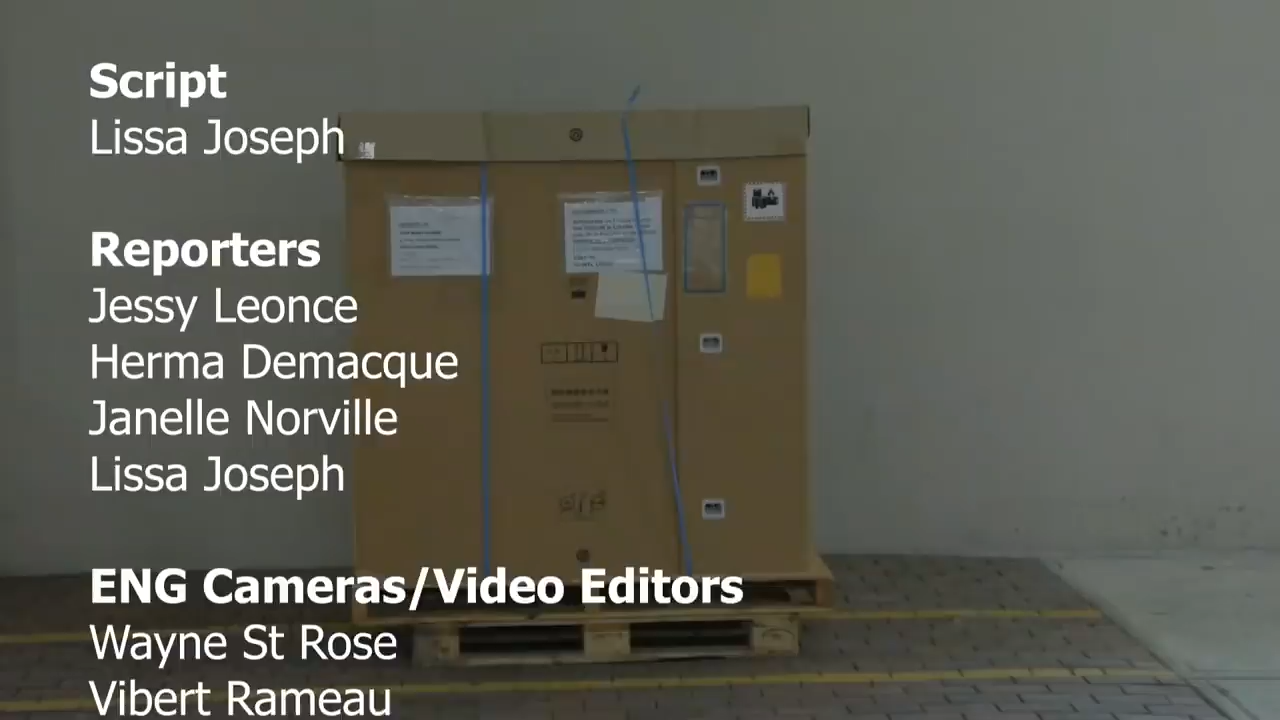 Script
Lissa Joseph
Reporters
Jessy Leonce
Herma Demacque
Janelle Norville
Lissa Joseph
ENG Cameras/Video Editors
Wayne St Rose
Vibert Rameau